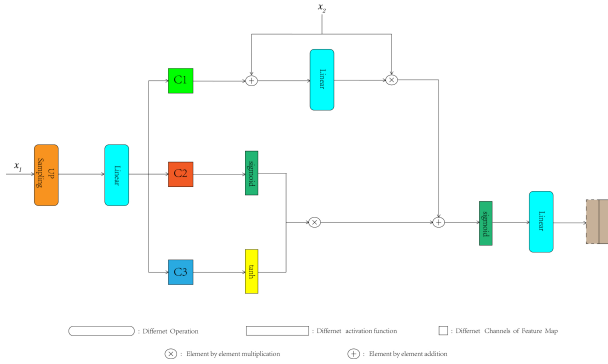 x2
C1
+
Linear
×
x1
UP
Sampling
Linear
C2
sigmoid
×
+
sigmoid
Linear
C3
tanh
: Differnet Operation
: Differnet activation function
: Differnet Channels of Feature Map
× : Element by element multiplication
+ : Element by element addition